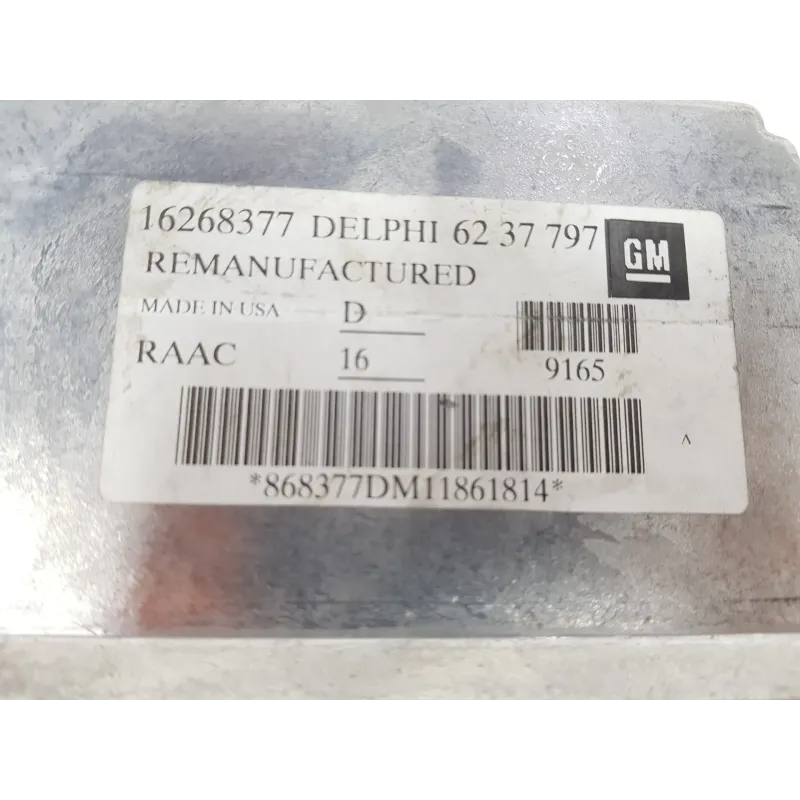 16268377 DELPHI 62 37 797 GM
REMANUFACTURED
MADE IN USA D
RAAC 16 9165
*868377DM11861814*
A